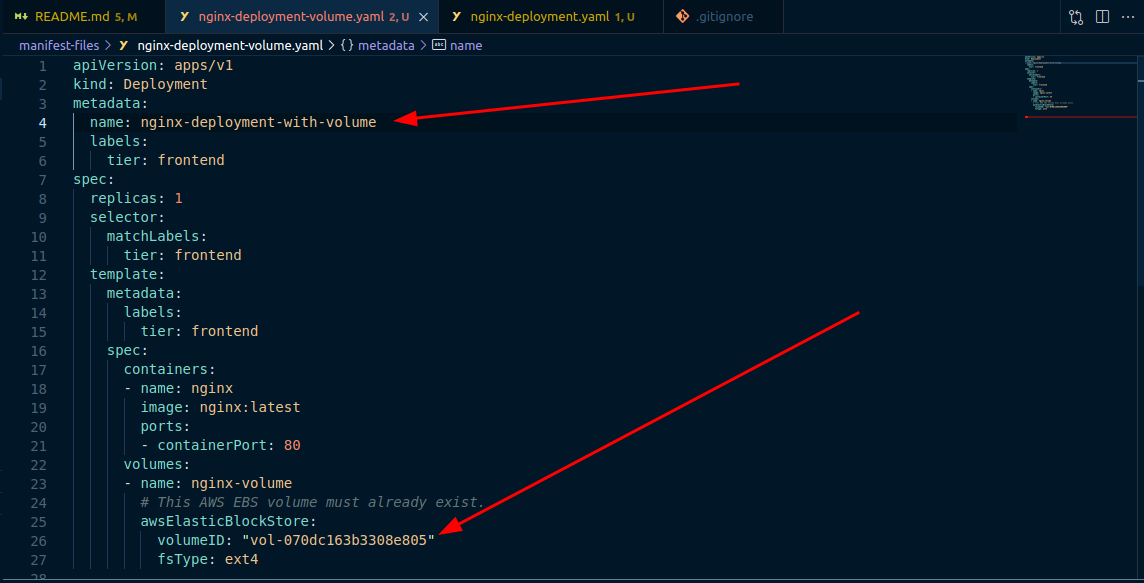 README.md 5, M
nginx-deployment-volume.yaml 2, U
nginx-deployment.yaml 1, U
.gitignore
manifest-files > nginx-deployment-volume.yaml > {} metadata > abc name
1 apiVersion: apps/v1
2 kind: Deployment
3 metadata:
4   name: nginx-deployment-with-volume
5   labels:
6     tier: frontend
7 spec:
8   replicas: 1
9   selector:
10     matchLabels:
11       tier: frontend
12   template:
13     metadata:
14       labels:
15         tier: frontend
16     spec:
17       containers:
18       - name: nginx
19         image: nginx:latest
20         ports:
21         - containerPort: 80
22       volumes:
23       - name: nginx-volume
24         # This AWS EBS volume must already exist.
25         awsElasticBlockStore:
26           volumeID: "vol-070dc163b3308e805"
27           fsType: ext4
28